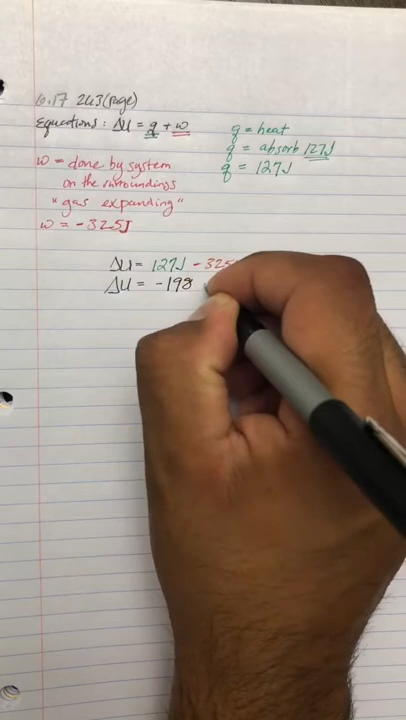 6.17 243(page)
Equations: ΔU = q + w
q = heat
q = absorb 127J
q = 127J
w = done by system
on the surroundings
"gas expanding"
w = -325J
ΔU = 127J - 325
ΔU = -198